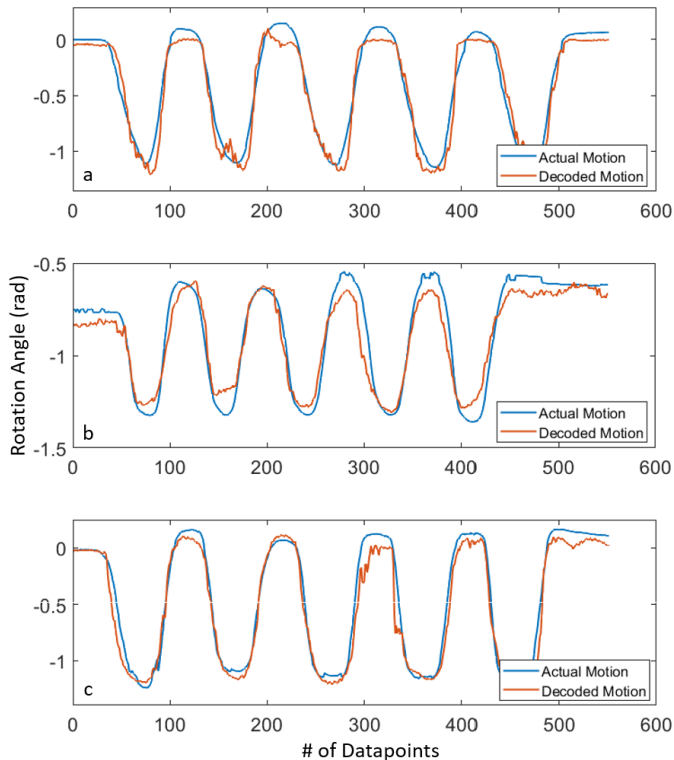 0
-0.5
-1
a
Actual Motion
Decoded Motion
0 100 200 300 400 500 600
-0.5
-1
-1.5
b
Actual Motion
Decoded Motion
0 100 200 300 400 500 600
Rotation Angle (rad)
0
-0.5
-1
c
Actual Motion
Decoded Motion
0 100 200 300 400 500 600
# of Datapoints